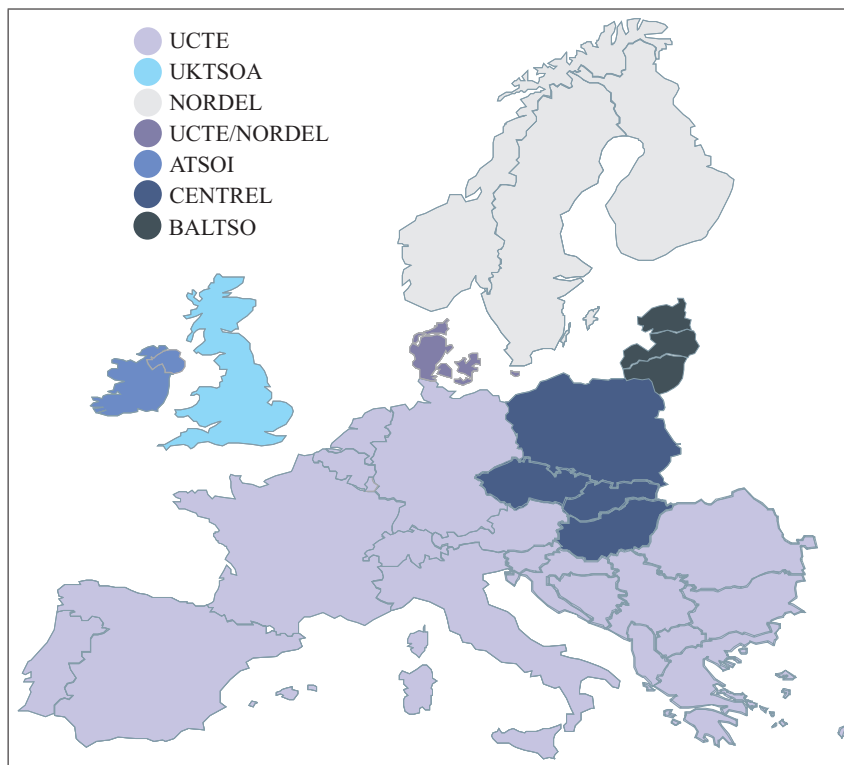 UCTE
UKTSOA
NORDEL
UCTE/NORDEL
ATSOI
CENTREL
BALTSO